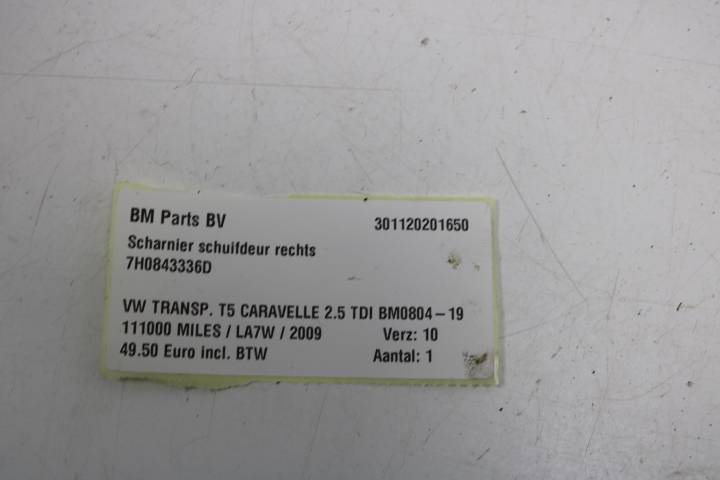 BM Parts BV 301120201650
Scharnier schuifdeur rechts
7H0843336D
VW TRANSP. T5 CARAVELLE 2.5 TDI BM0804-19
111000 MILES / LA7W / 2009 Verz: 10
49.50 Euro incl. BTW Aantal: 1